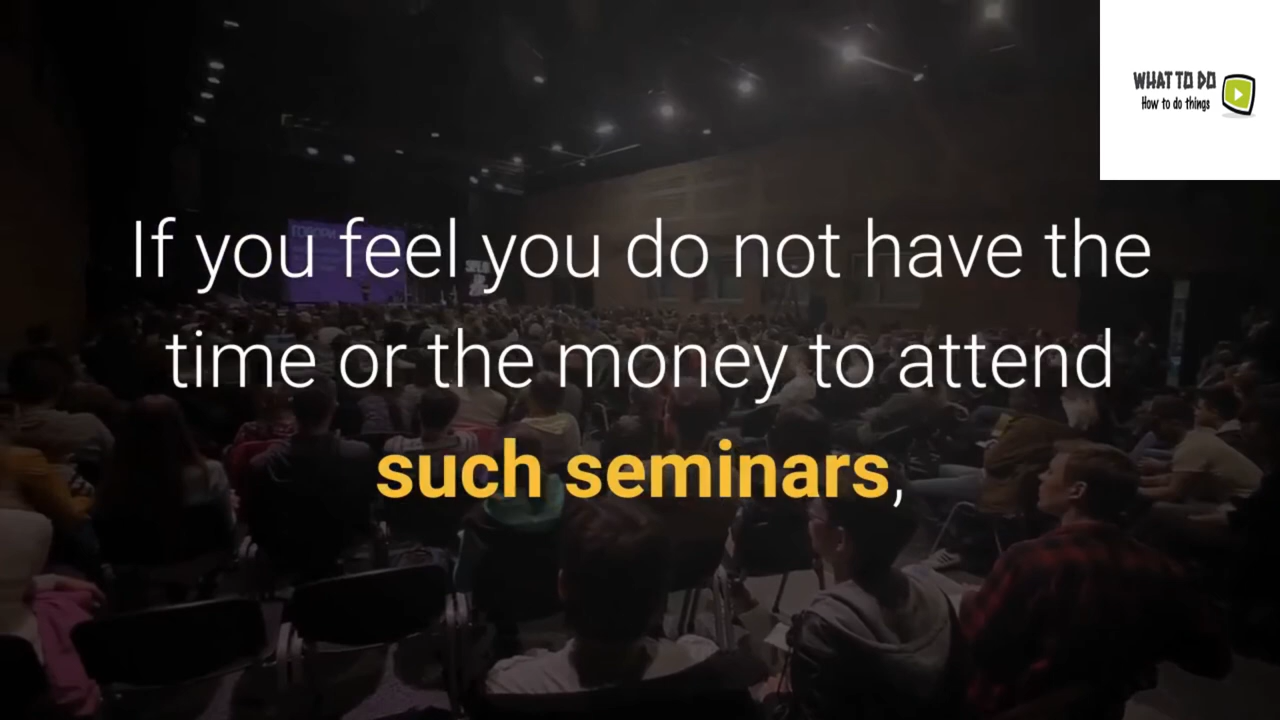 WHAT TO DO
How to do things
If you feel you do not have the
time or the money to attend
such seminars,